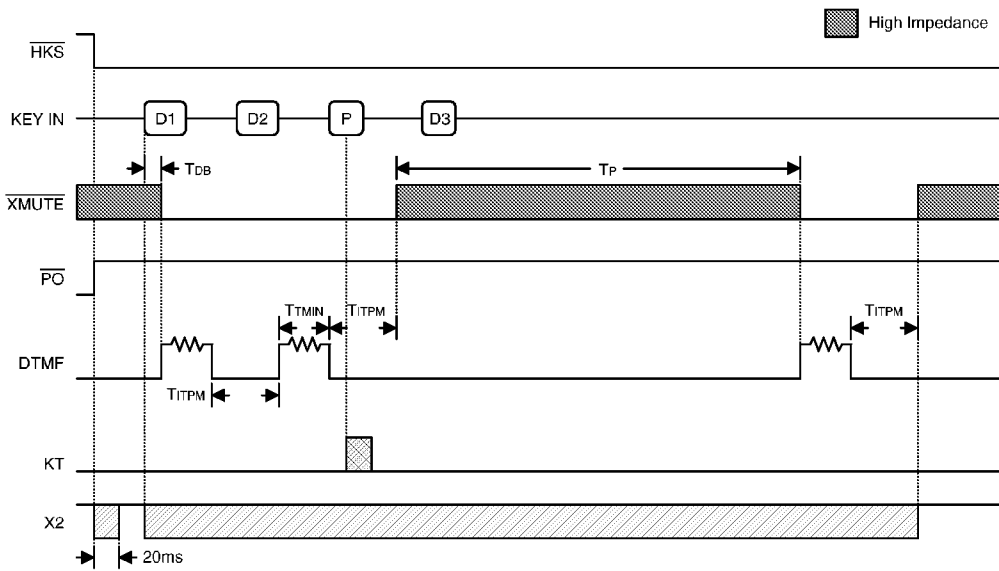 High Impedance
HKS
KEY IN
D1
D2
P
D3
TDB
TP
XMUTE
PO
TTMIN
TITPM
TITPM
DTMF
TITPM
KT
X2
20ms